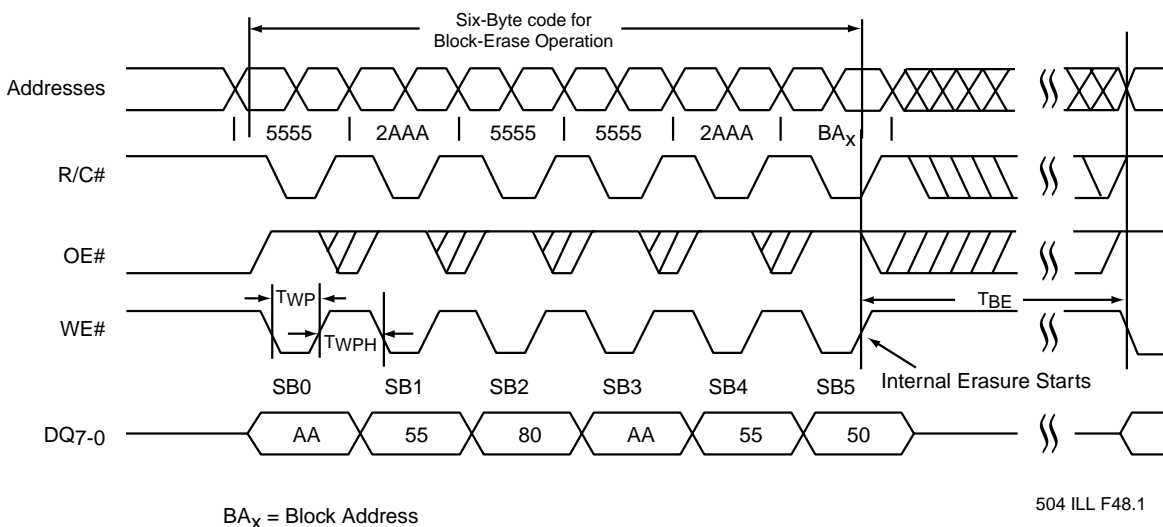 Six-Byte code for
Block-Erase Operation
Addresses
5555 2AAA 5555 5555 2AAA BAX
R/C#
OE#
TWP
TBE
WE#
TWPH
Internal Erasure Starts
SB0 SB1 SB2 SB3 SB4 SB5
DQ7-0
AA 55 80 AA 55 50
504 ILL F48.1
BAX = Block Address